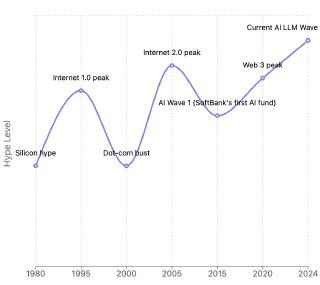 Current AI LLM Wave
Internet 2.0 peak
Web 3 peak
Internet 1.0 peak
AI Wave 1 (SoftBank's first AI fund)
Silicon hype
Dot-com bust
Hype Level
1980
1995
2000
2005
2015
2020
2024